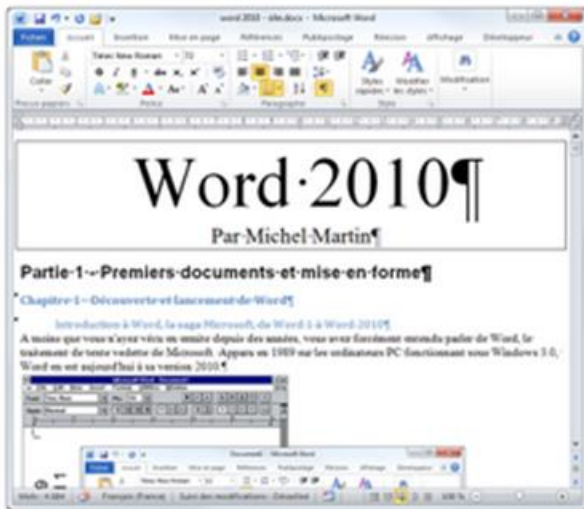 word 2010 - site.docx - Microsoft Word
Fichier Accueil Insertion Mise en page Références Publipostage Révision Affichage Développeur
Times New Roman 72
Coller
Styles rapides
Modifier les styles
Modification
Presse-papiers Police Paragraphe Style
Word·2010¶
Par·Michel·Martin¶
Partie·1·-·Premiers·documents·et·mise·en·forme¶
Chapitre·1·–·Découverte·et·lancement·de·Word¶
Introduction·à·Word,·la·saga·Microsoft,·de·Word·1·à·Word·2010¶
A moins que vous n'ayez vécu en ermite depuis des années, vous avez forcément entendu parler de Word, le
traitement de texte vedette de Microsoft. Apparu en 1989 sur les ordinateurs PC fonctionnant sous Windows 3.0,
Word en est aujourd'hui à sa version 2010.¶
Microsoft Word
Document1 - Microsoft Word
Accueil Insertion Mise en page Références Publipostage Révision Affichage Développeur
Français (France) Suivi des modifications : Désactivé 100 %